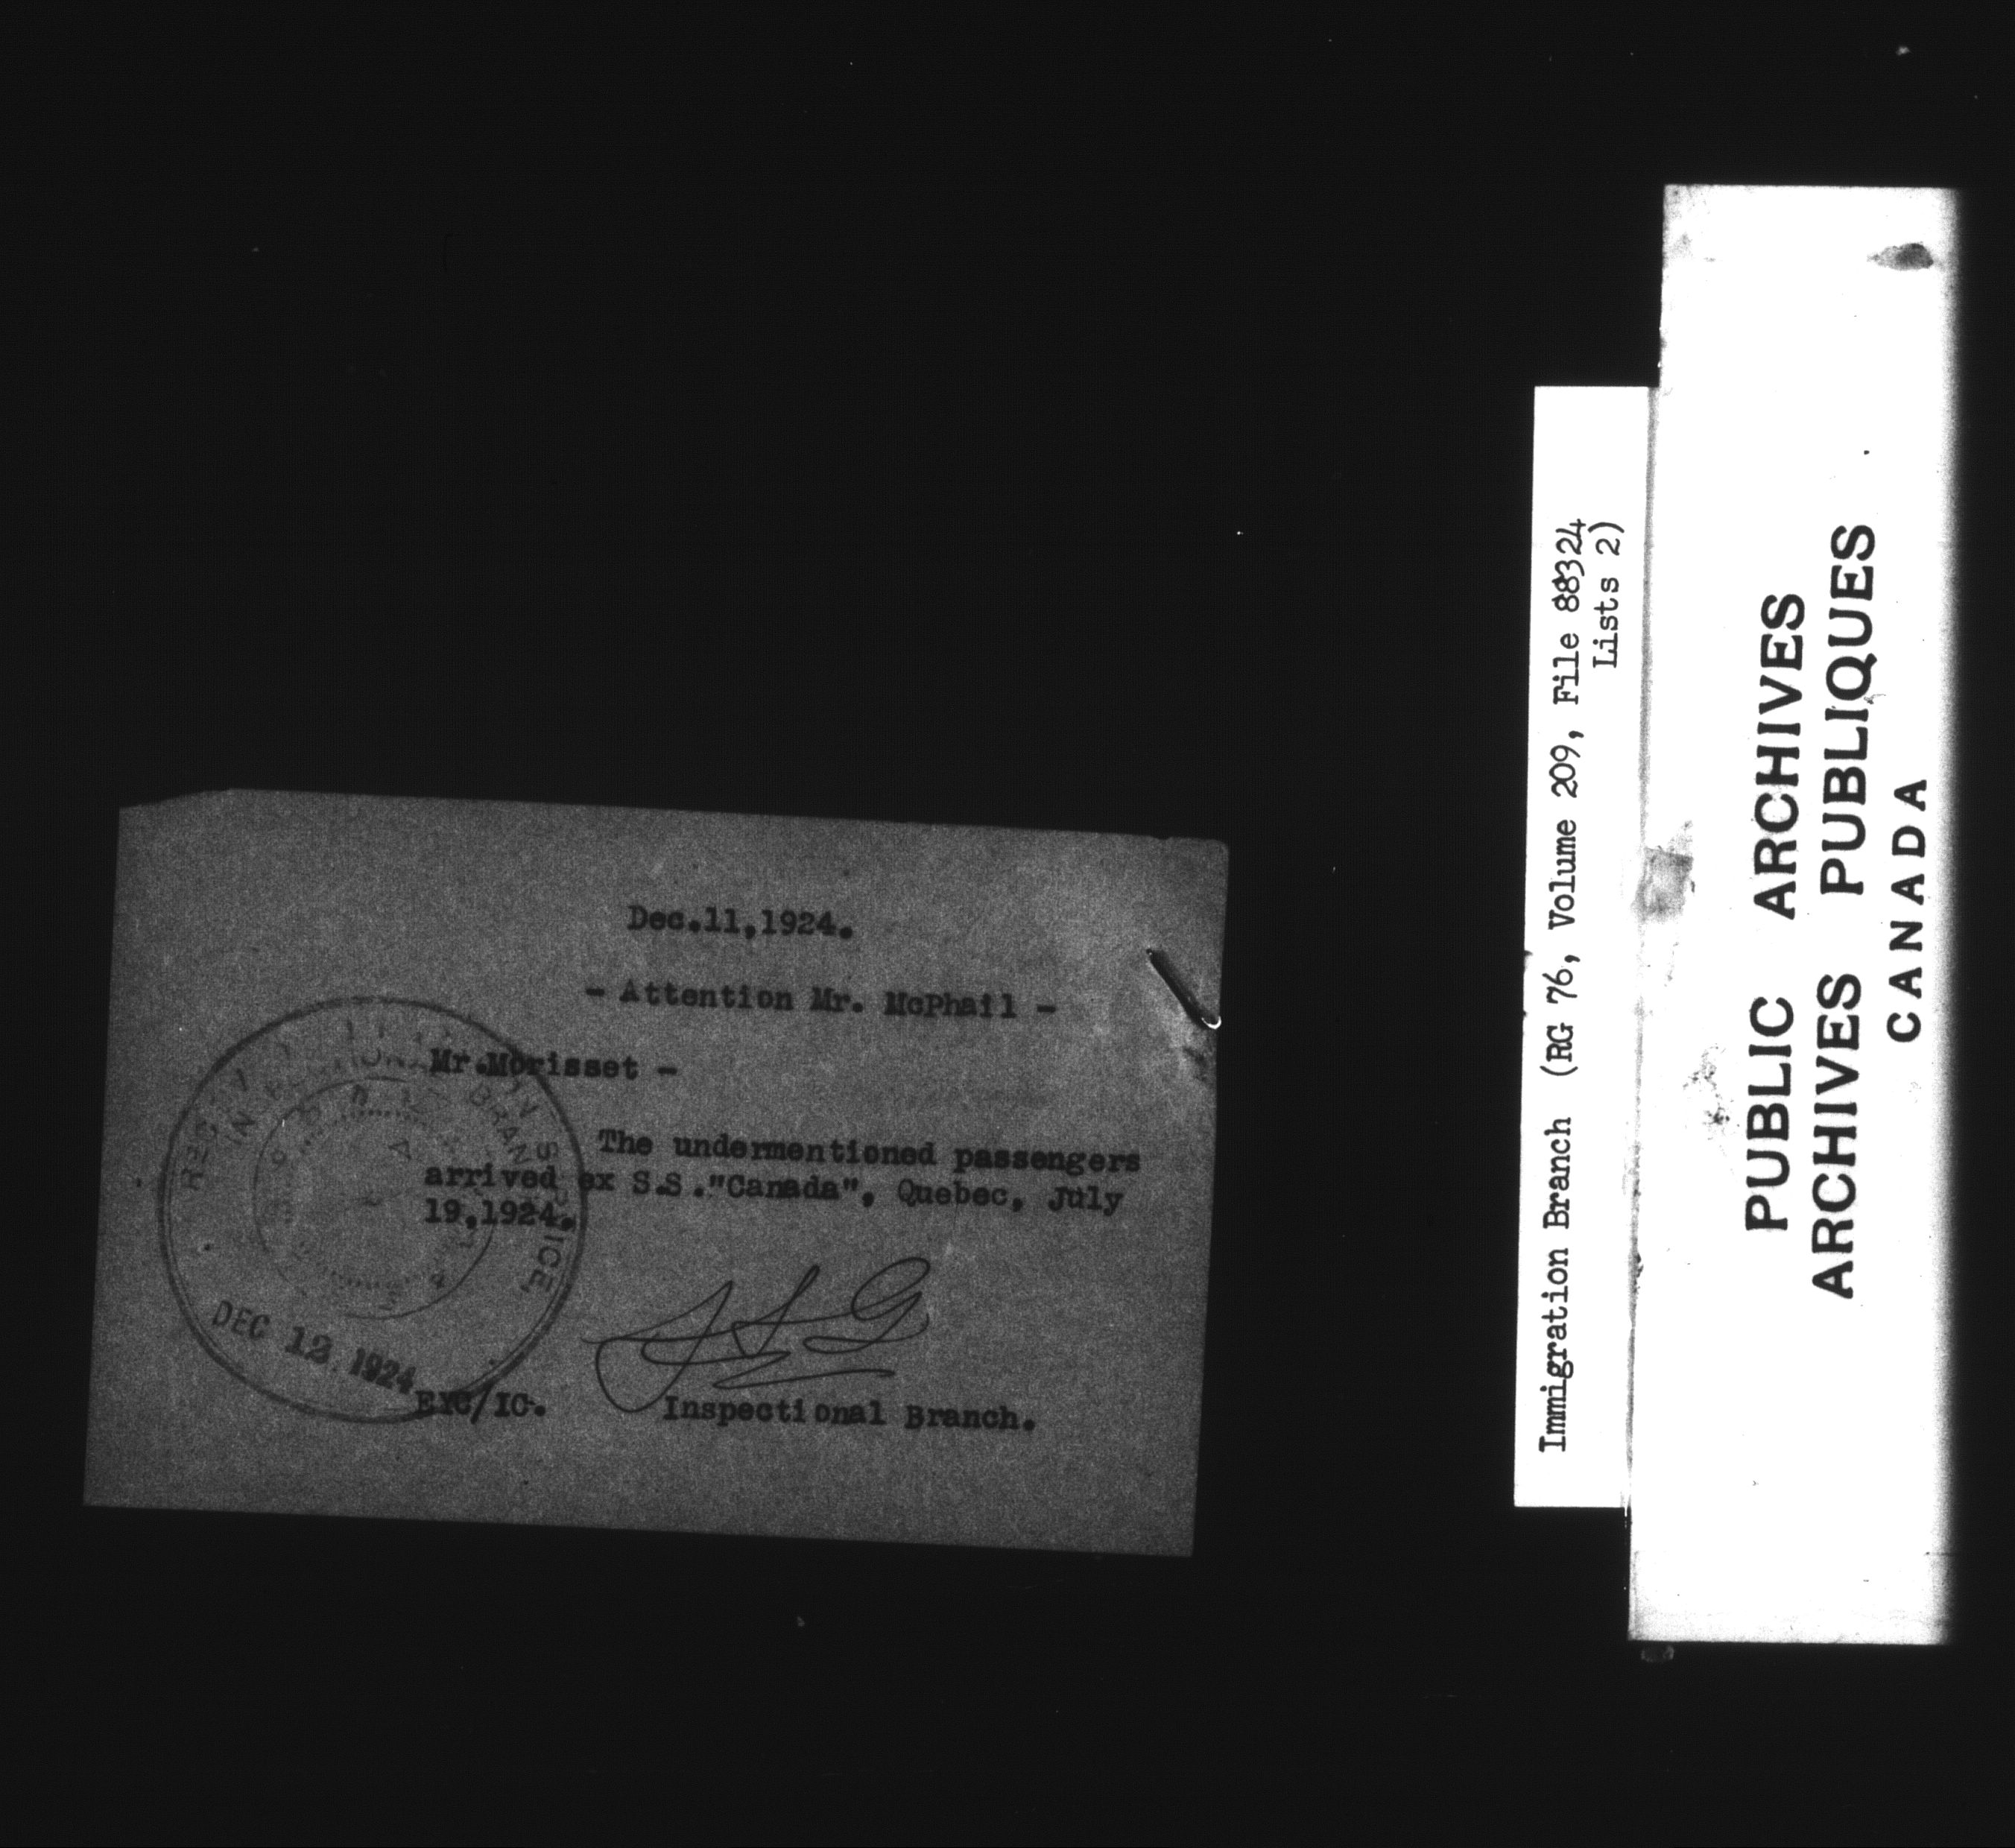 Dec.11,1924.
- Attention Mr. McPhail -
Mr.Morisset -
The undermentioned passengers
arrived ex S.S."Canada", Quebec, July
19,1924.
DEC 12 1924
EYC/IC.
Inspectional Branch.
Immigration Branch (RG 76, Volume 209, File 88324
Lists 2)
PUBLIC ARCHIVES
ARCHIVES PUBLIQUES
CANADA